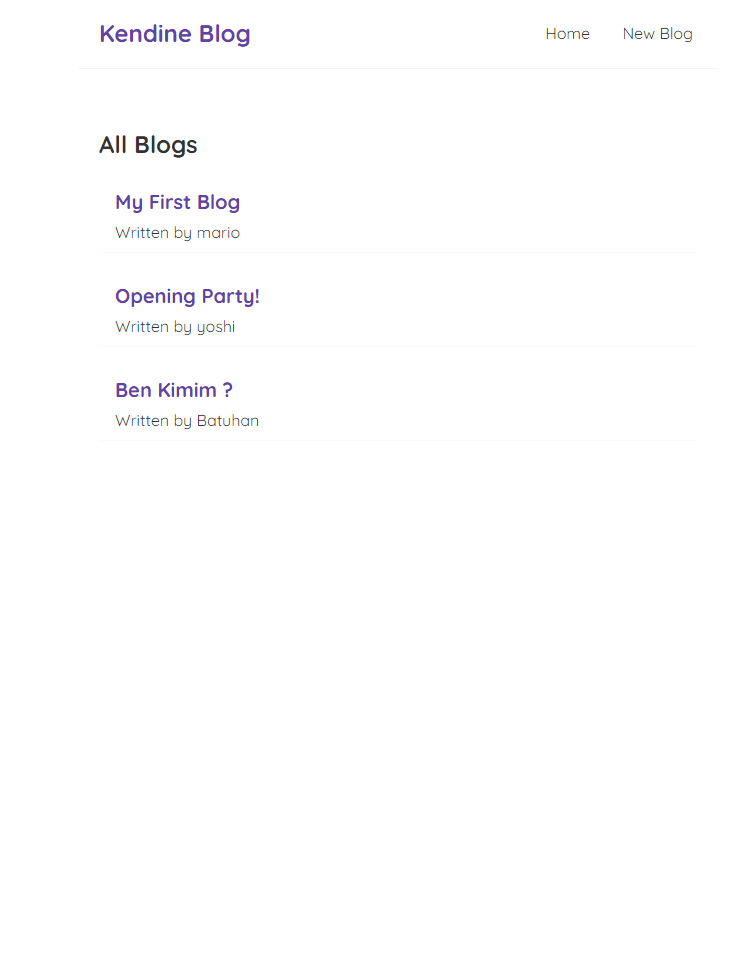 Kendine Blog
Home New Blog
All Blogs
My First Blog
Written by mario
Opening Party!
Written by yoshi
Ben Kimim ?
Written by Batuhan